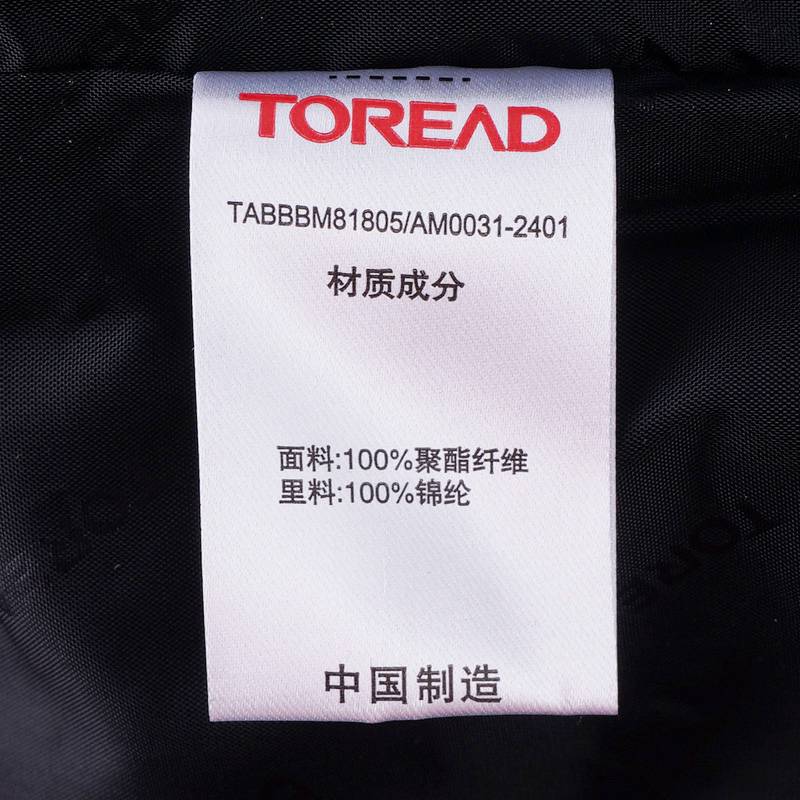 TOREAD
TABBBM81805/AM0031-2401
材质成分
面料:100%聚酯纤维
里料:100%锦纶
中国制造
TORE